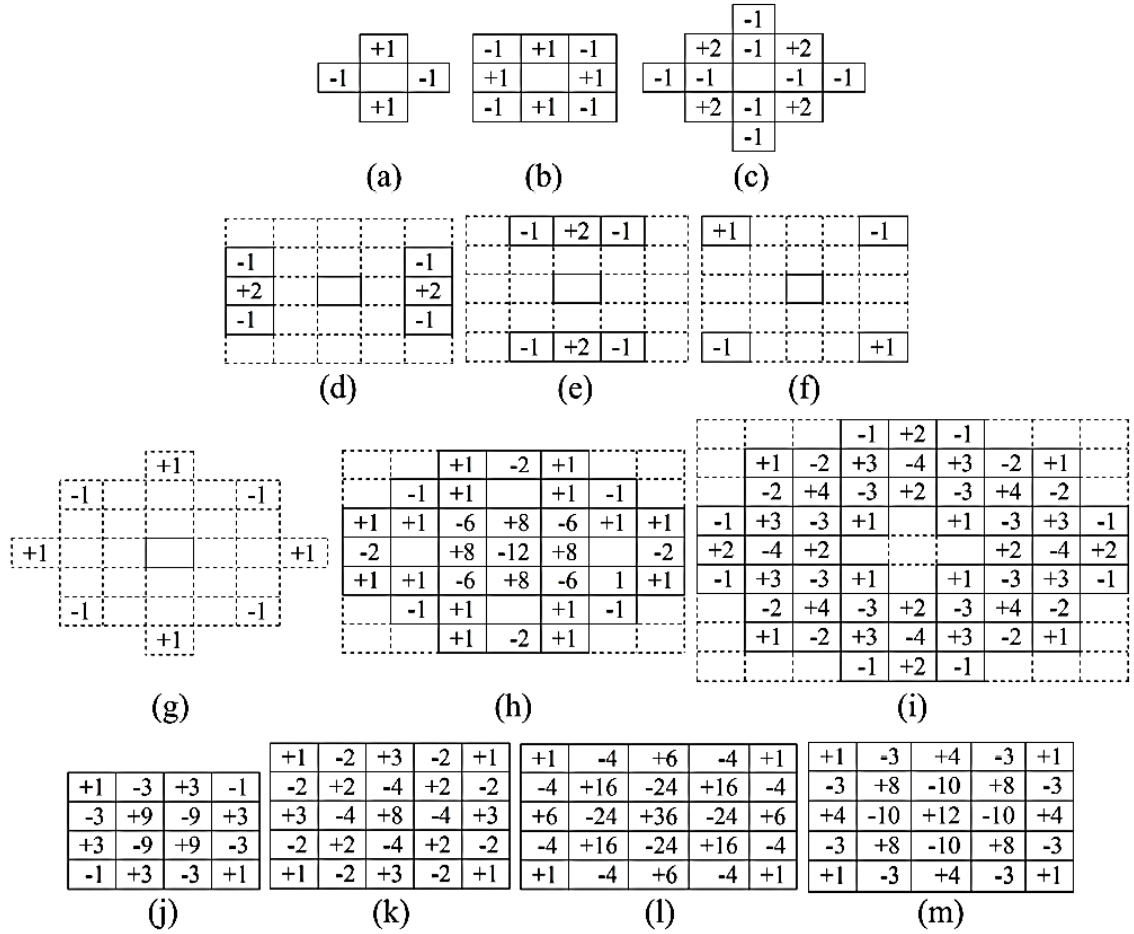 +1
-1 -1
+1
(a)
-1 +1 -1
+1 +1
-1 +1 -1
(b)
-1
+2 -1 +2
-1 -1 -1 -1
+2 -1 +2
-1
(c)
-1 -1
+2 +2
-1 -1
(d)
-1 +2 -1
-1 +2 -1
(e)
+1 -1
-1 +1
(f)
+1
-1 -1
+1 +1
-1 -1
+1
(g)
+1 -2 +1
-1 +1 +1 -1
+1 +1 -6 +8 -6 +1 +1
-2 +8 -12 +8 -2
+1 +1 -6 +8 -6 1 +1
-1 +1 +1 -1
+1 -2 +1
(h)
-1 +2 -1
+1 -2 +3 -4 +3 -2 +1
-2 +4 -3 +2 -3 +4 -2
-1 +3 -3 +1 +1 -3 +3 -1
+2 -4 +2 +2 -4 +2
-1 +3 -3 +1 +1 -3 +3 -1
-2 +4 -3 +2 -3 +4 -2
+1 -2 +3 -4 +3 -2 +1
-1 +2 -1
(i)
+1 -3 +3 -1
-3 +9 -9 +3
+3 -9 +9 -3
-1 +3 -3 +1
(j)
+1 -2 +3 -2 +1
-2 +2 -4 +2 -2
+3 -4 +8 -4 +3
-2 +2 -4 +2 -2
+1 -2 +3 -2 +1
(k)
+1 -4 +6 -4 +1
-4 +16 -24 +16 -4
+6 -24 +36 -24 +6
-4 +16 -24 +16 -4
+1 -4 +6 -4 +1
(l)
+1 -3 +4 -3 +1
-3 +8 -10 +8 -3
+4 -10 +12 -10 +4
-3 +8 -10 +8 -3
+1 -3 +4 -3 +1
(m)